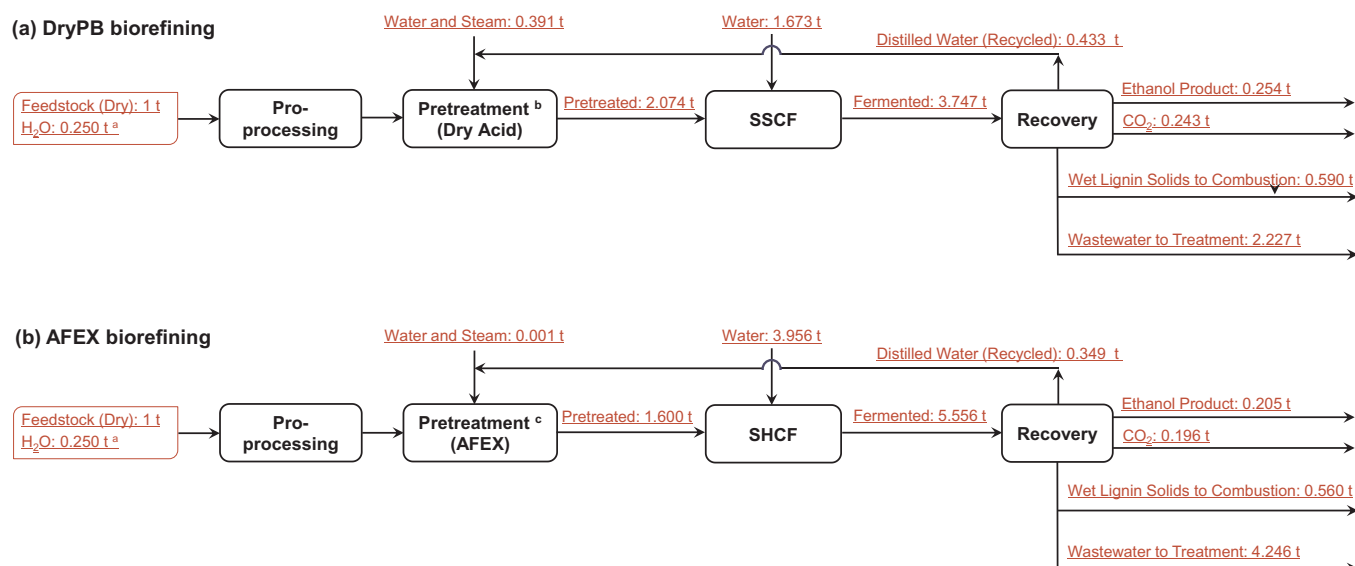 (a) DryPB biorefining
Water and Steam: 0.391 t
Water: 1.673 t
Distilled Water (Recycled): 0.433 t
Feedstock (Dry): 1 t
H₂O: 0.250 t ᵃ
Pro-
processing
Pretreatment ᵇ
(Dry Acid)
Pretreated: 2.074 t
SSCF
Fermented: 3.747 t
Recovery
Ethanol Product: 0.254 t
CO₂: 0.243 t
Wet Lignin Solids to Combustion: 0.590 t
Wastewater to Treatment: 2.227 t
(b) AFEX biorefining
Water and Steam: 0.001 t
Water: 3.956 t
Distilled Water (Recycled): 0.349 t
Feedstock (Dry): 1 t
H₂O: 0.250 t ᵃ
Pro-
processing
Pretreatment ᶜ
(AFEX)
Pretreated: 1.600 t
SHCF
Fermented: 5.556 t
Recovery
Ethanol Product: 0.205 t
CO₂: 0.196 t
Wet Lignin Solids to Combustion: 0.560 t
Wastewater to Treatment: 4.246 t